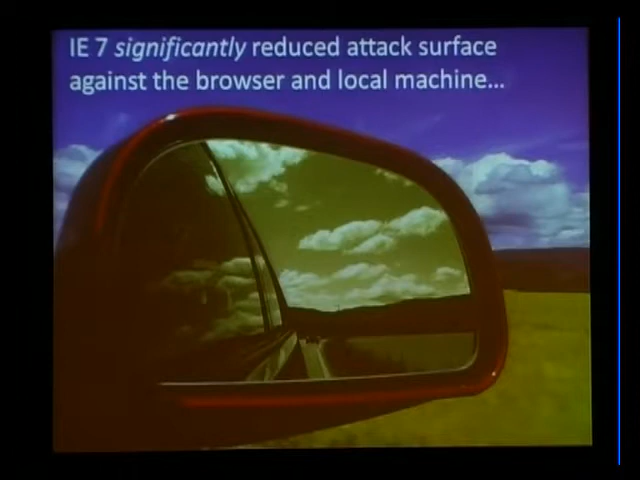 IE 7 significantly reduced attack surface
against the browser and local machine...